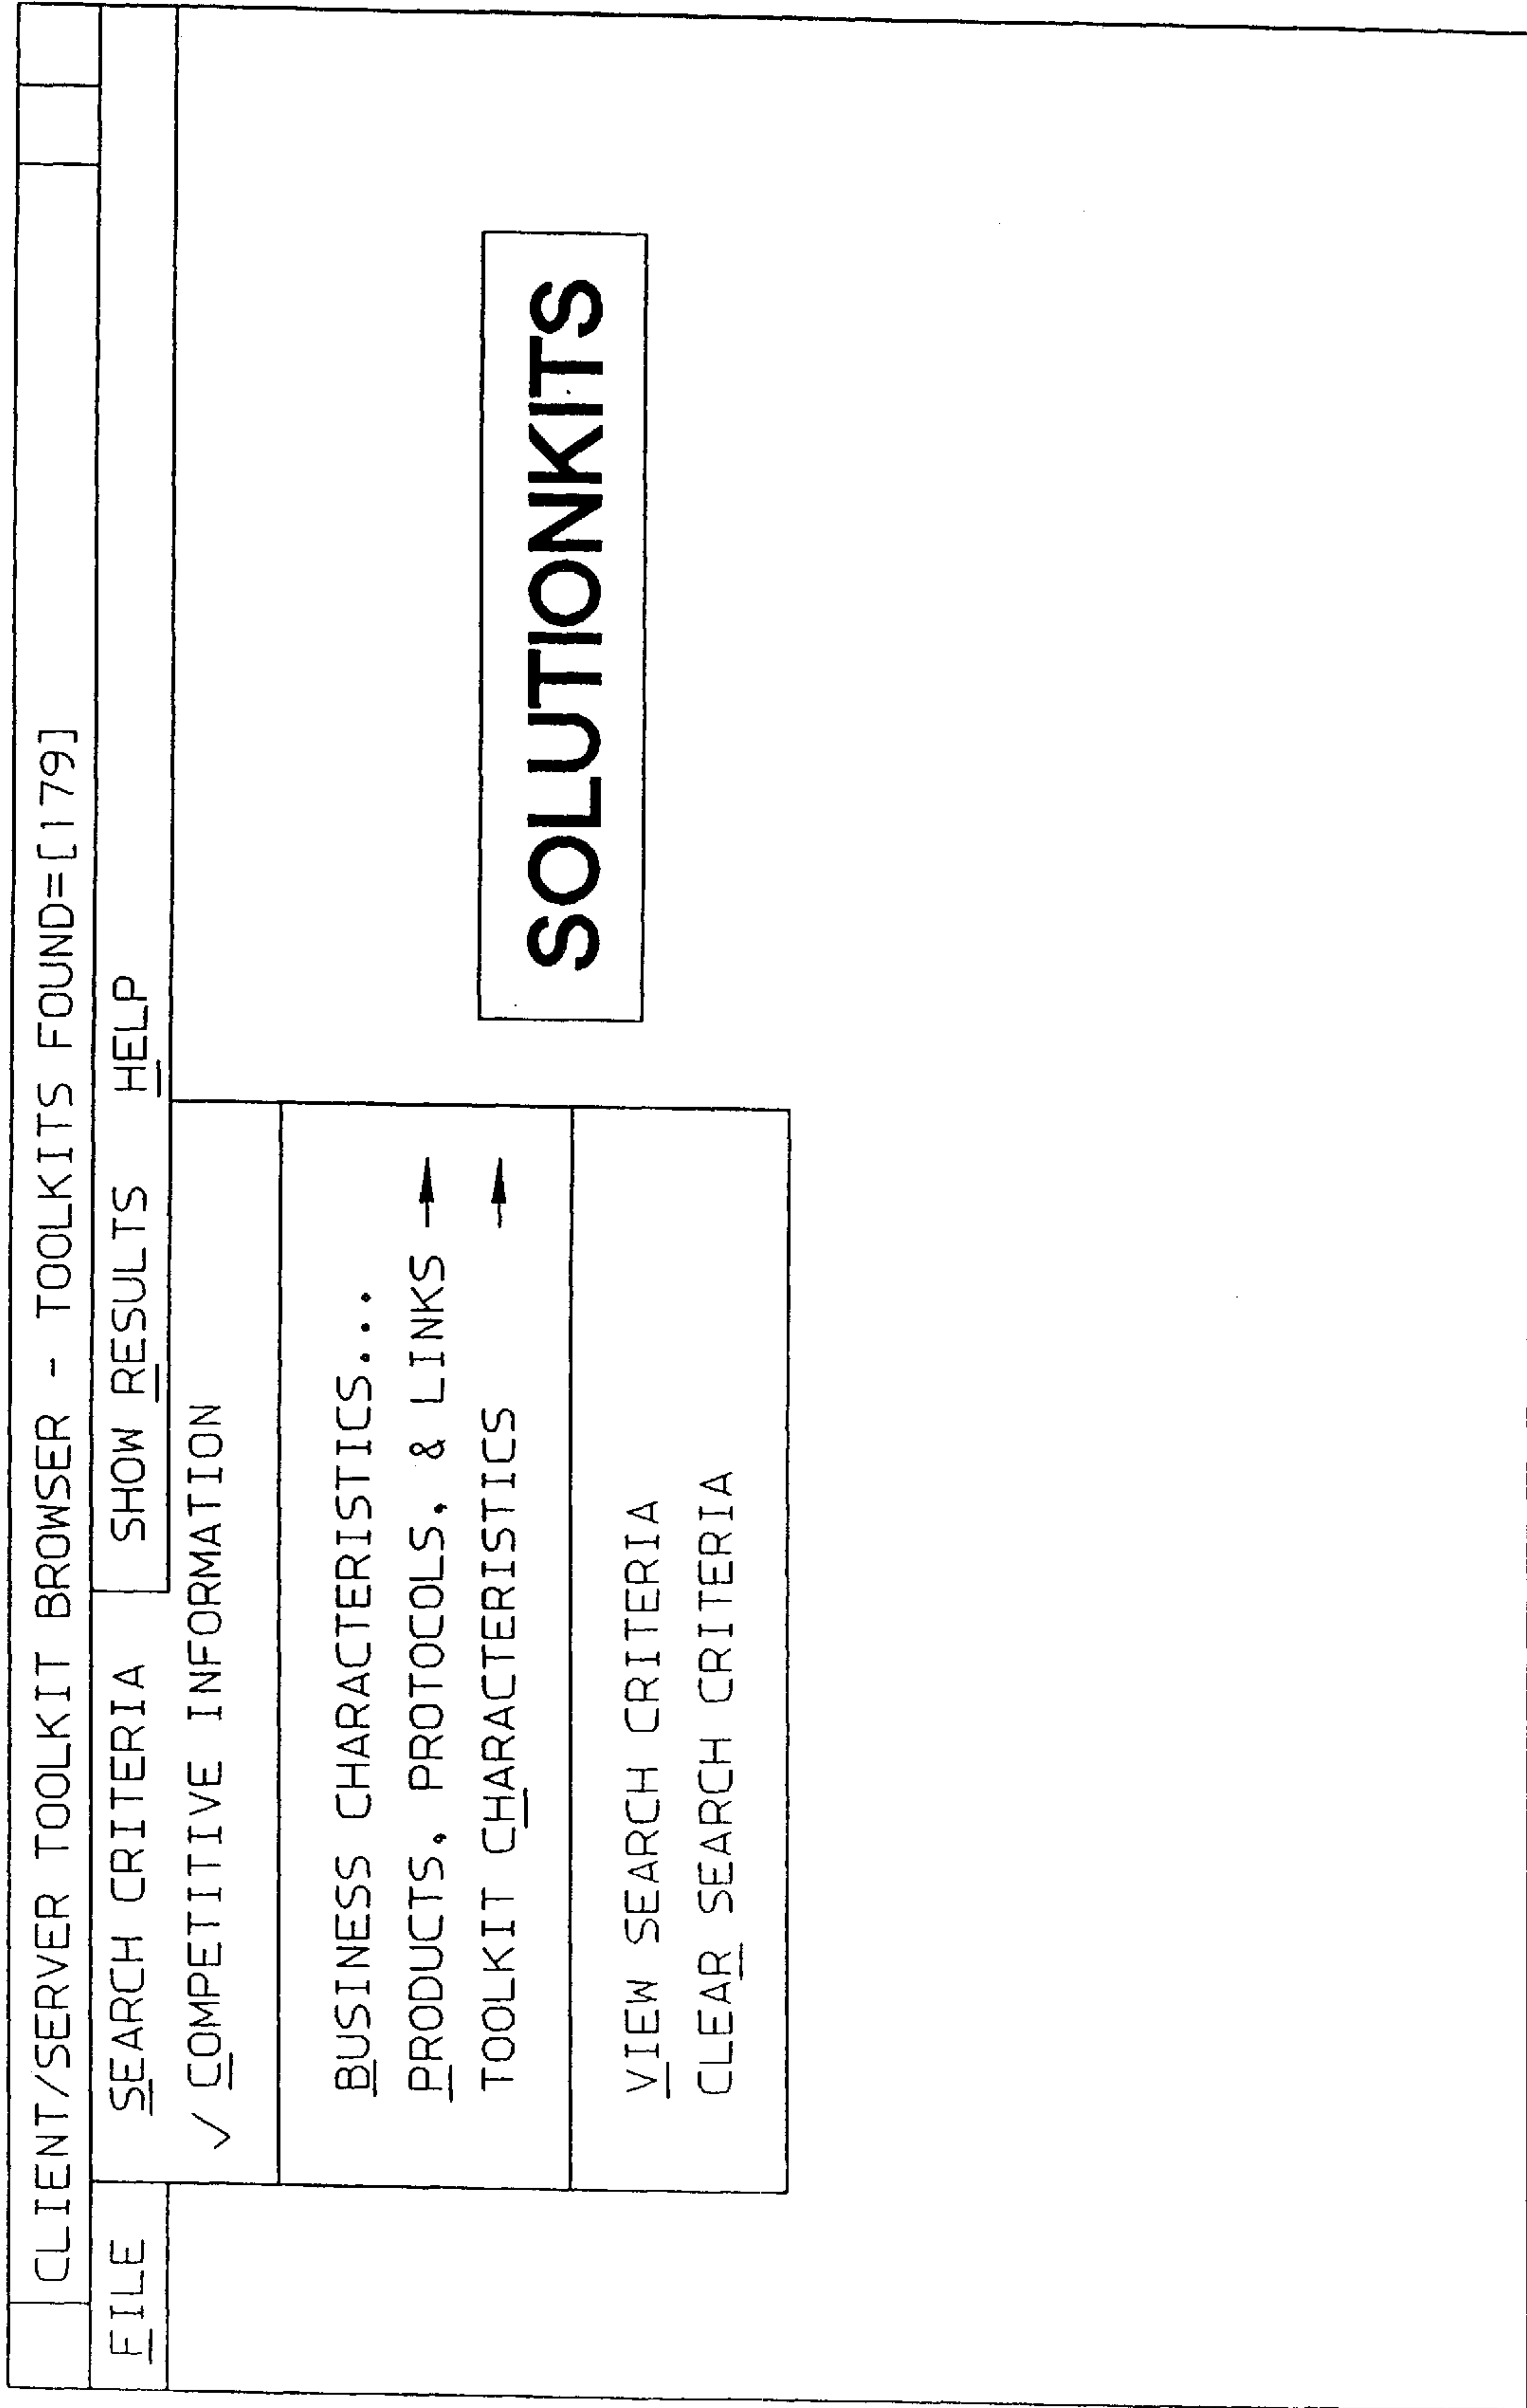 CLIENT/SERVER TOOLKIT BROWSER - TOOLKITS FOUND=[179]
FILE SEARCH CRITERIA SHOW RESULTS HELP
✓ COMPETITIVE INFORMATION
BUSINESS CHARACTERISTICS...
PRODUCTS, PROTOCOLS, & LINKS →
TOOLKIT CHARACTERISTICS →
VIEW SEARCH CRITERIA
CLEAR SEARCH CRITERIA
SOLUTIONKITS